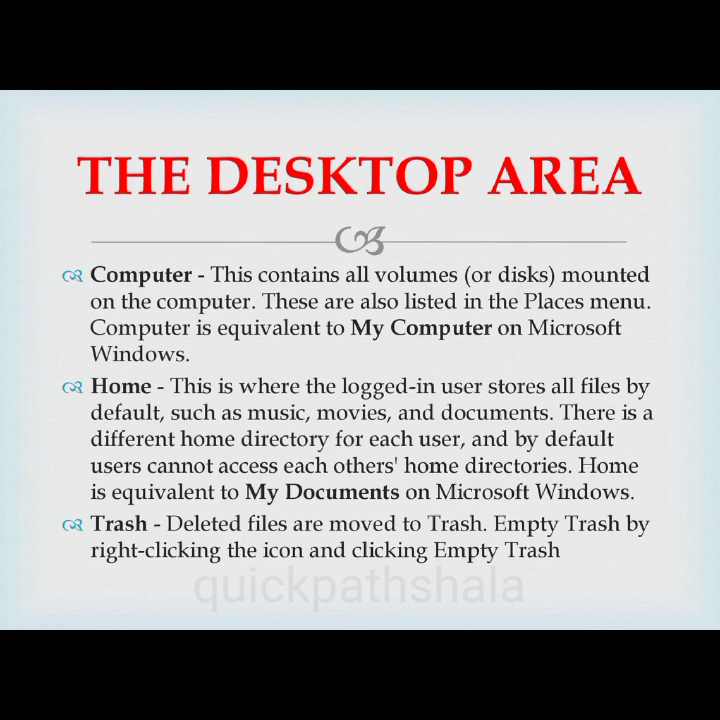 THE DESKTOP AREA
Computer - This contains all volumes (or disks) mounted
on the computer. These are also listed in the Places menu.
Computer is equivalent to My Computer on Microsoft
Windows.
Home - This is where the logged-in user stores all files by
default, such as music, movies, and documents. There is a
different home directory for each user, and by default
users cannot access each others' home directories. Home
is equivalent to My Documents on Microsoft Windows.
Trash - Deleted files are moved to Trash. Empty Trash by
right-clicking the icon and clicking Empty Trash
quickpathshala